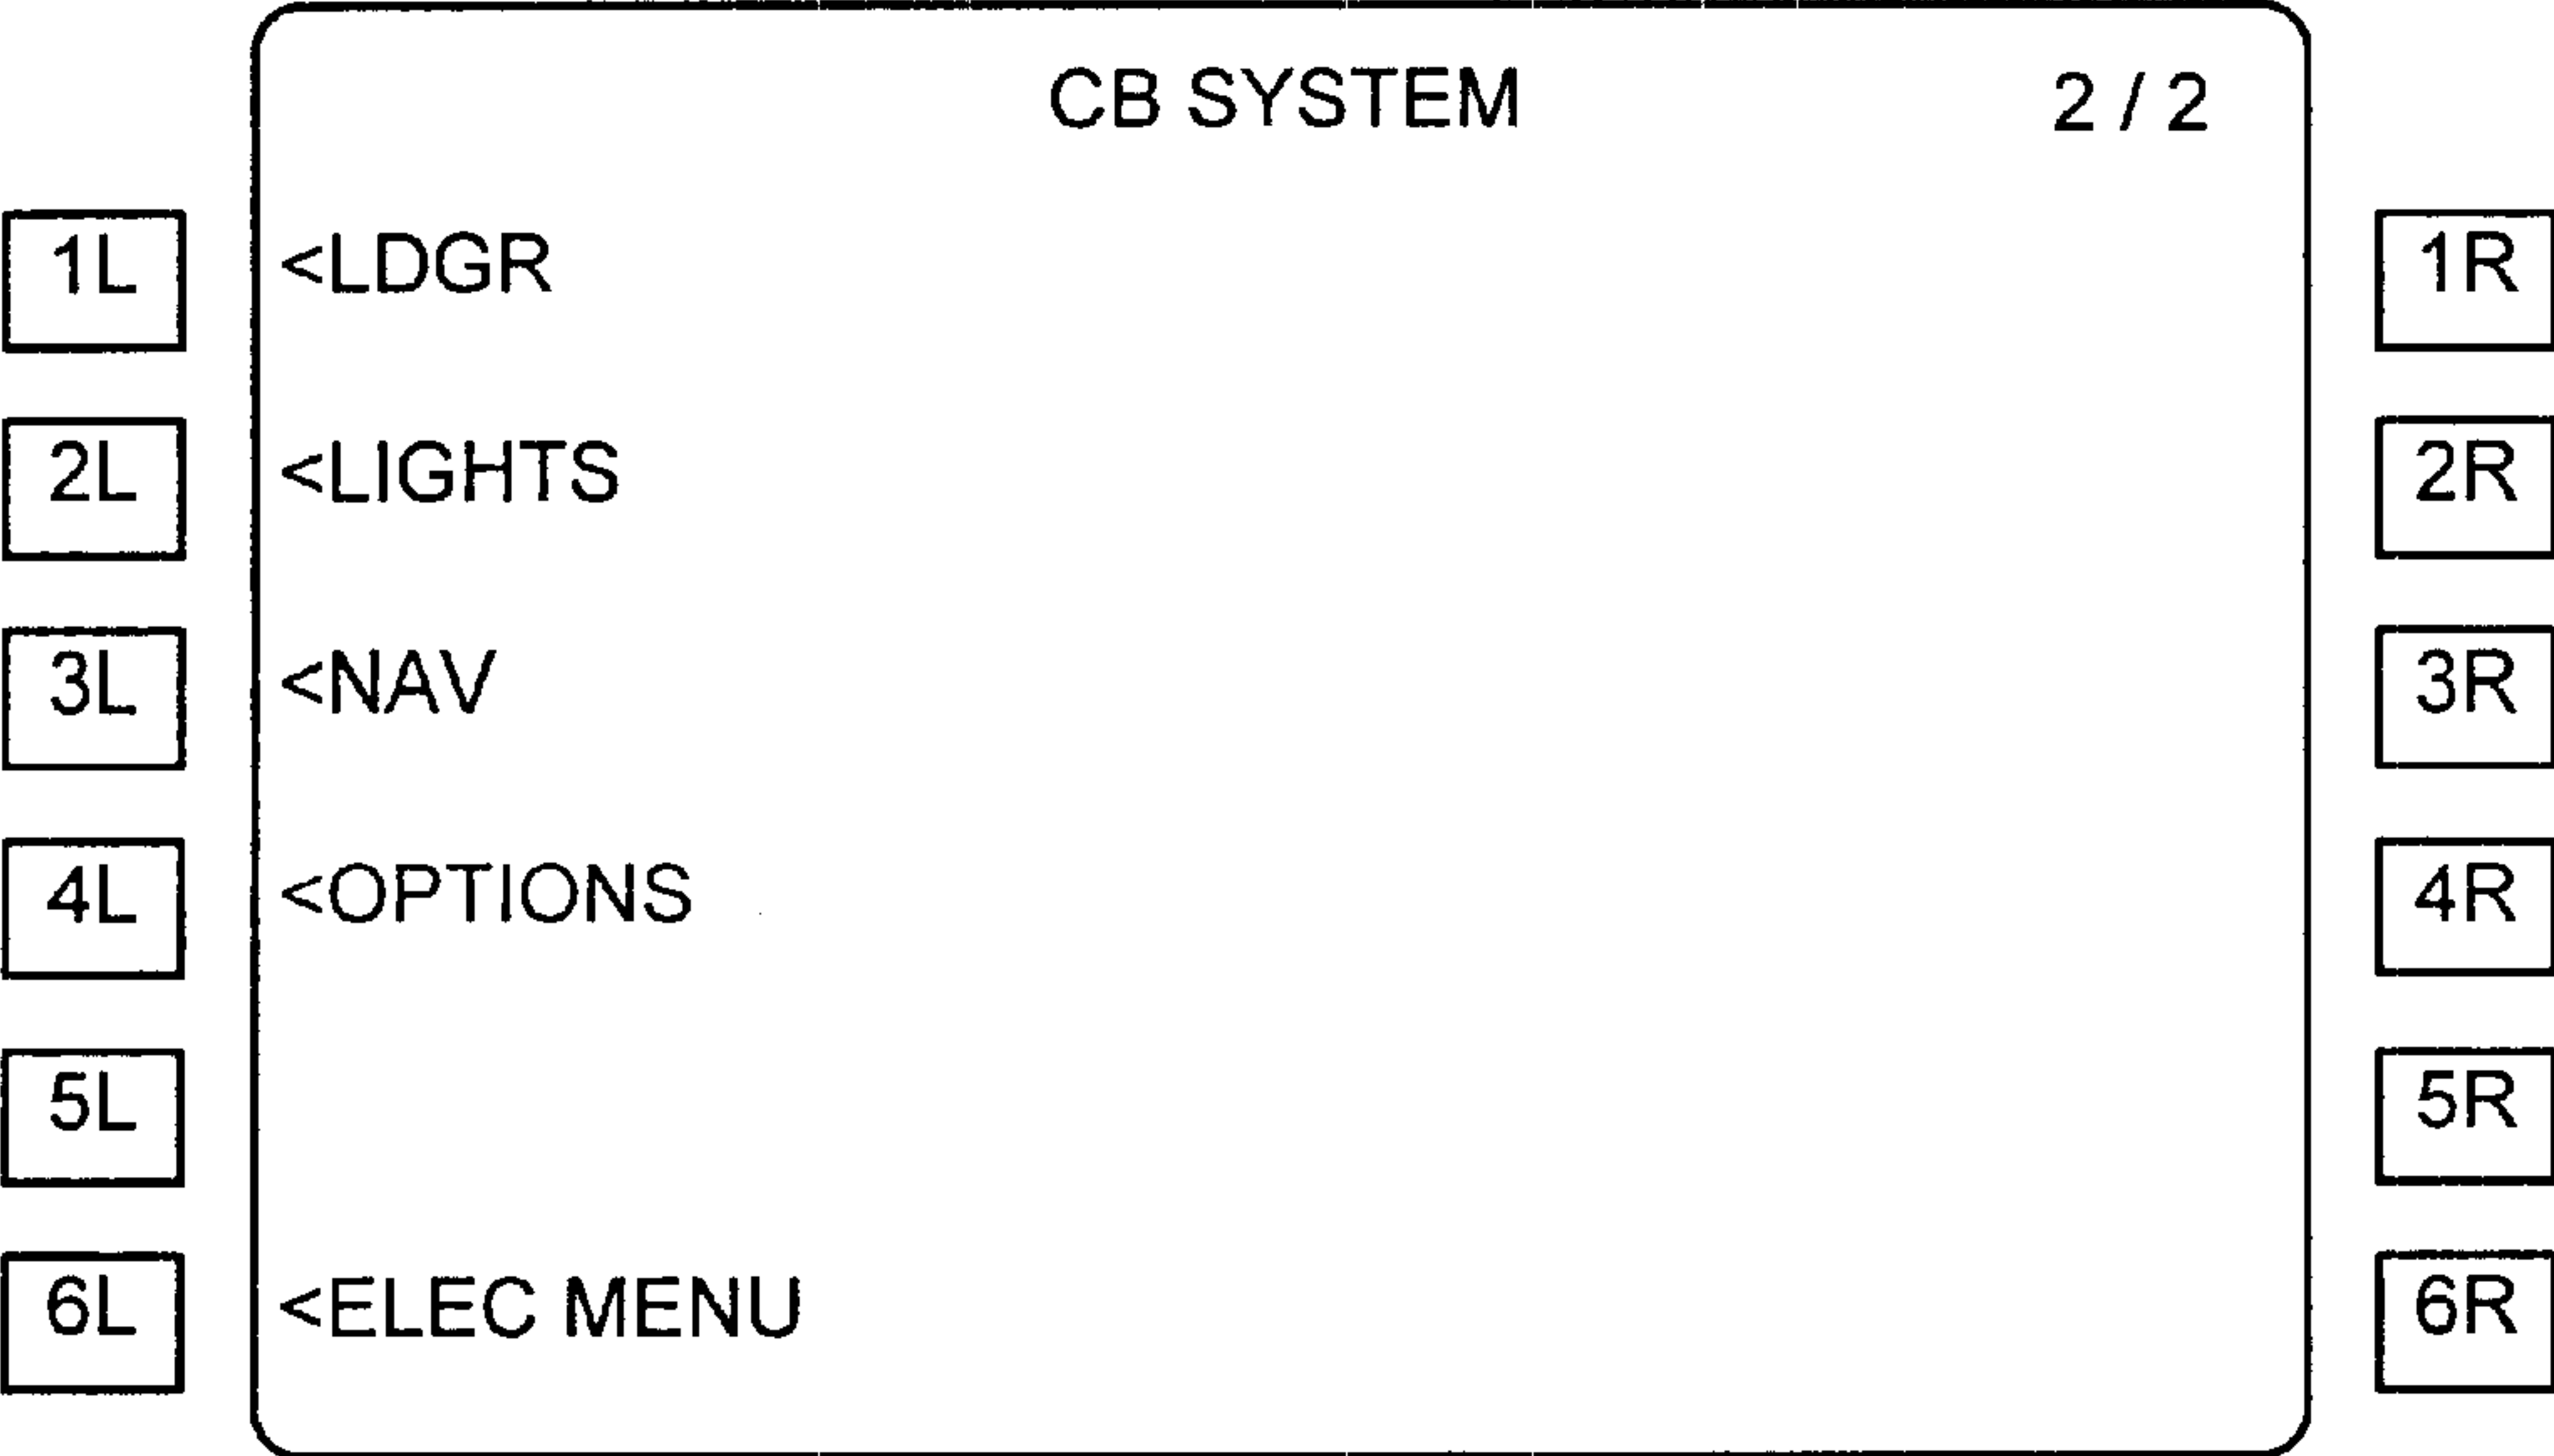 CB SYSTEM 2 / 2
1L <LDGR 1R
2L <LIGHTS 2R
3L <NAV 3R
4L <OPTIONS 4R
5L 5R
6L <ELEC MENU 6R